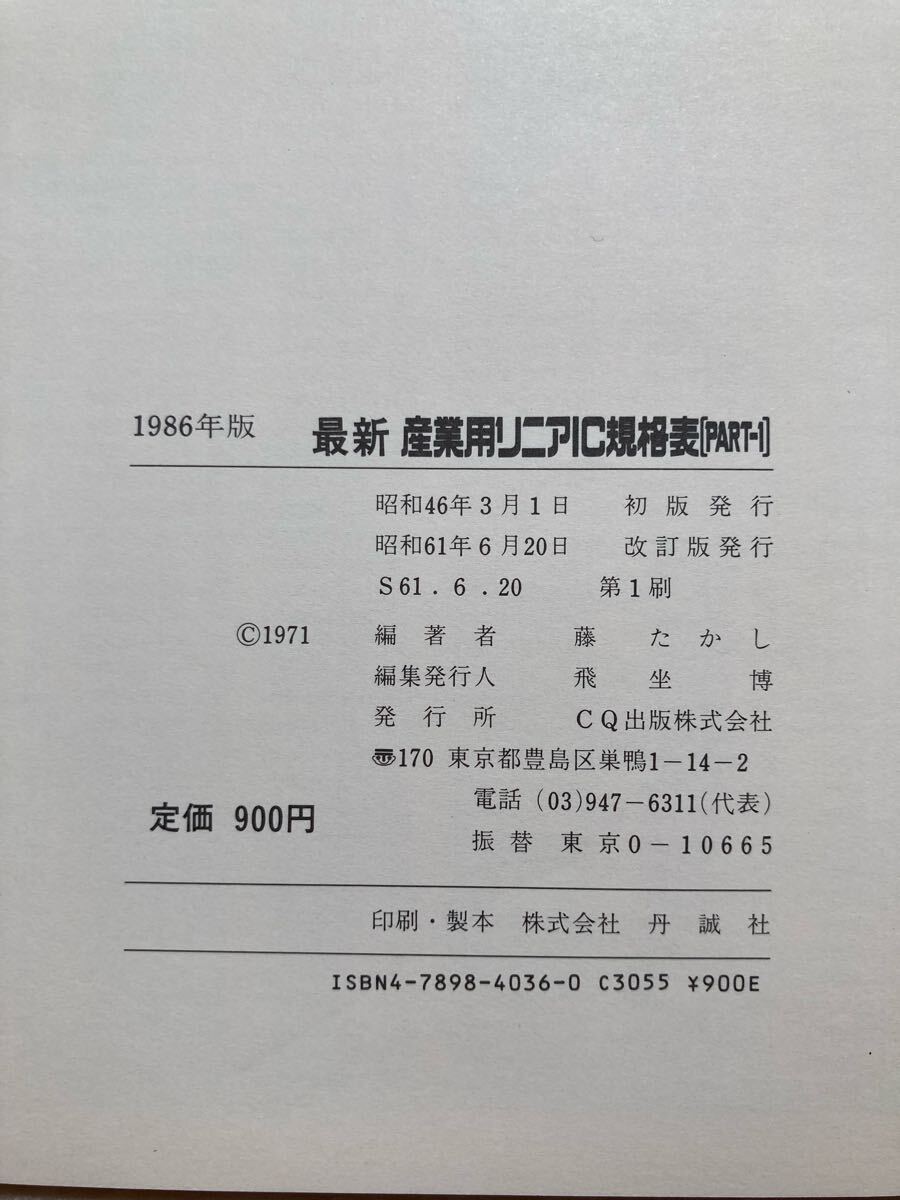 1986年版 最新 産業用リニアIC規格表[PART-1]
昭和46年3月1日 初版発行
昭和61年6月20日 改訂版発行
S61.6.20 第1刷
©1971 編著者 藤たかし
編集発行人 飛坐博
発行所 CQ出版株式会社
〠170 東京都豊島区巣鴨1-14-2
電話 (03)947-6311(代表)
定価 900円
振替 東京0-10665
印刷・製本 株式会社 丹誠社
ISBN4-7898-4036-0 C3055 ¥900E